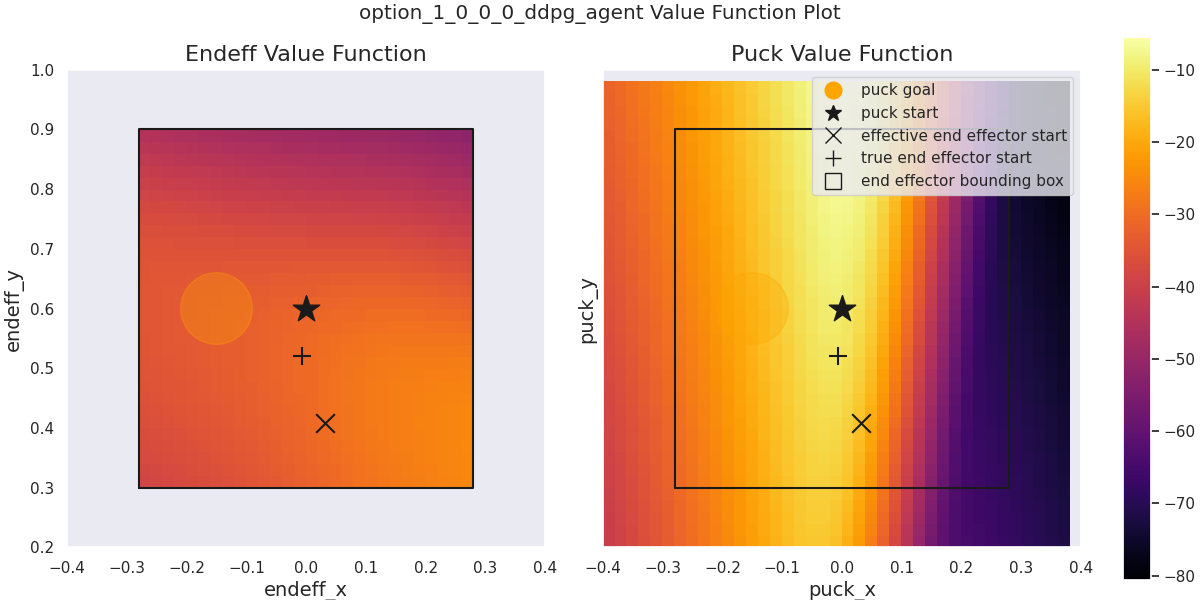 option_1_0_0_0_ddpg_agent Value Function Plot
Endeff Value Function
1.0
0.9
0.8
0.7
0.6
0.5
0.4
0.3
0.2
endeff_y
−0.4 −0.3 −0.2 −0.1 0.0 0.1 0.2 0.3 0.4
endeff_x
Puck Value Function
puck goal
puck start
effective end effector start
true end effector start
end effector bounding box
puck_y
−0.4 −0.3 −0.2 −0.1 0.0 0.1 0.2 0.3 0.4
puck_x
−10
−20
−30
−40
−50
−60
−70
−80